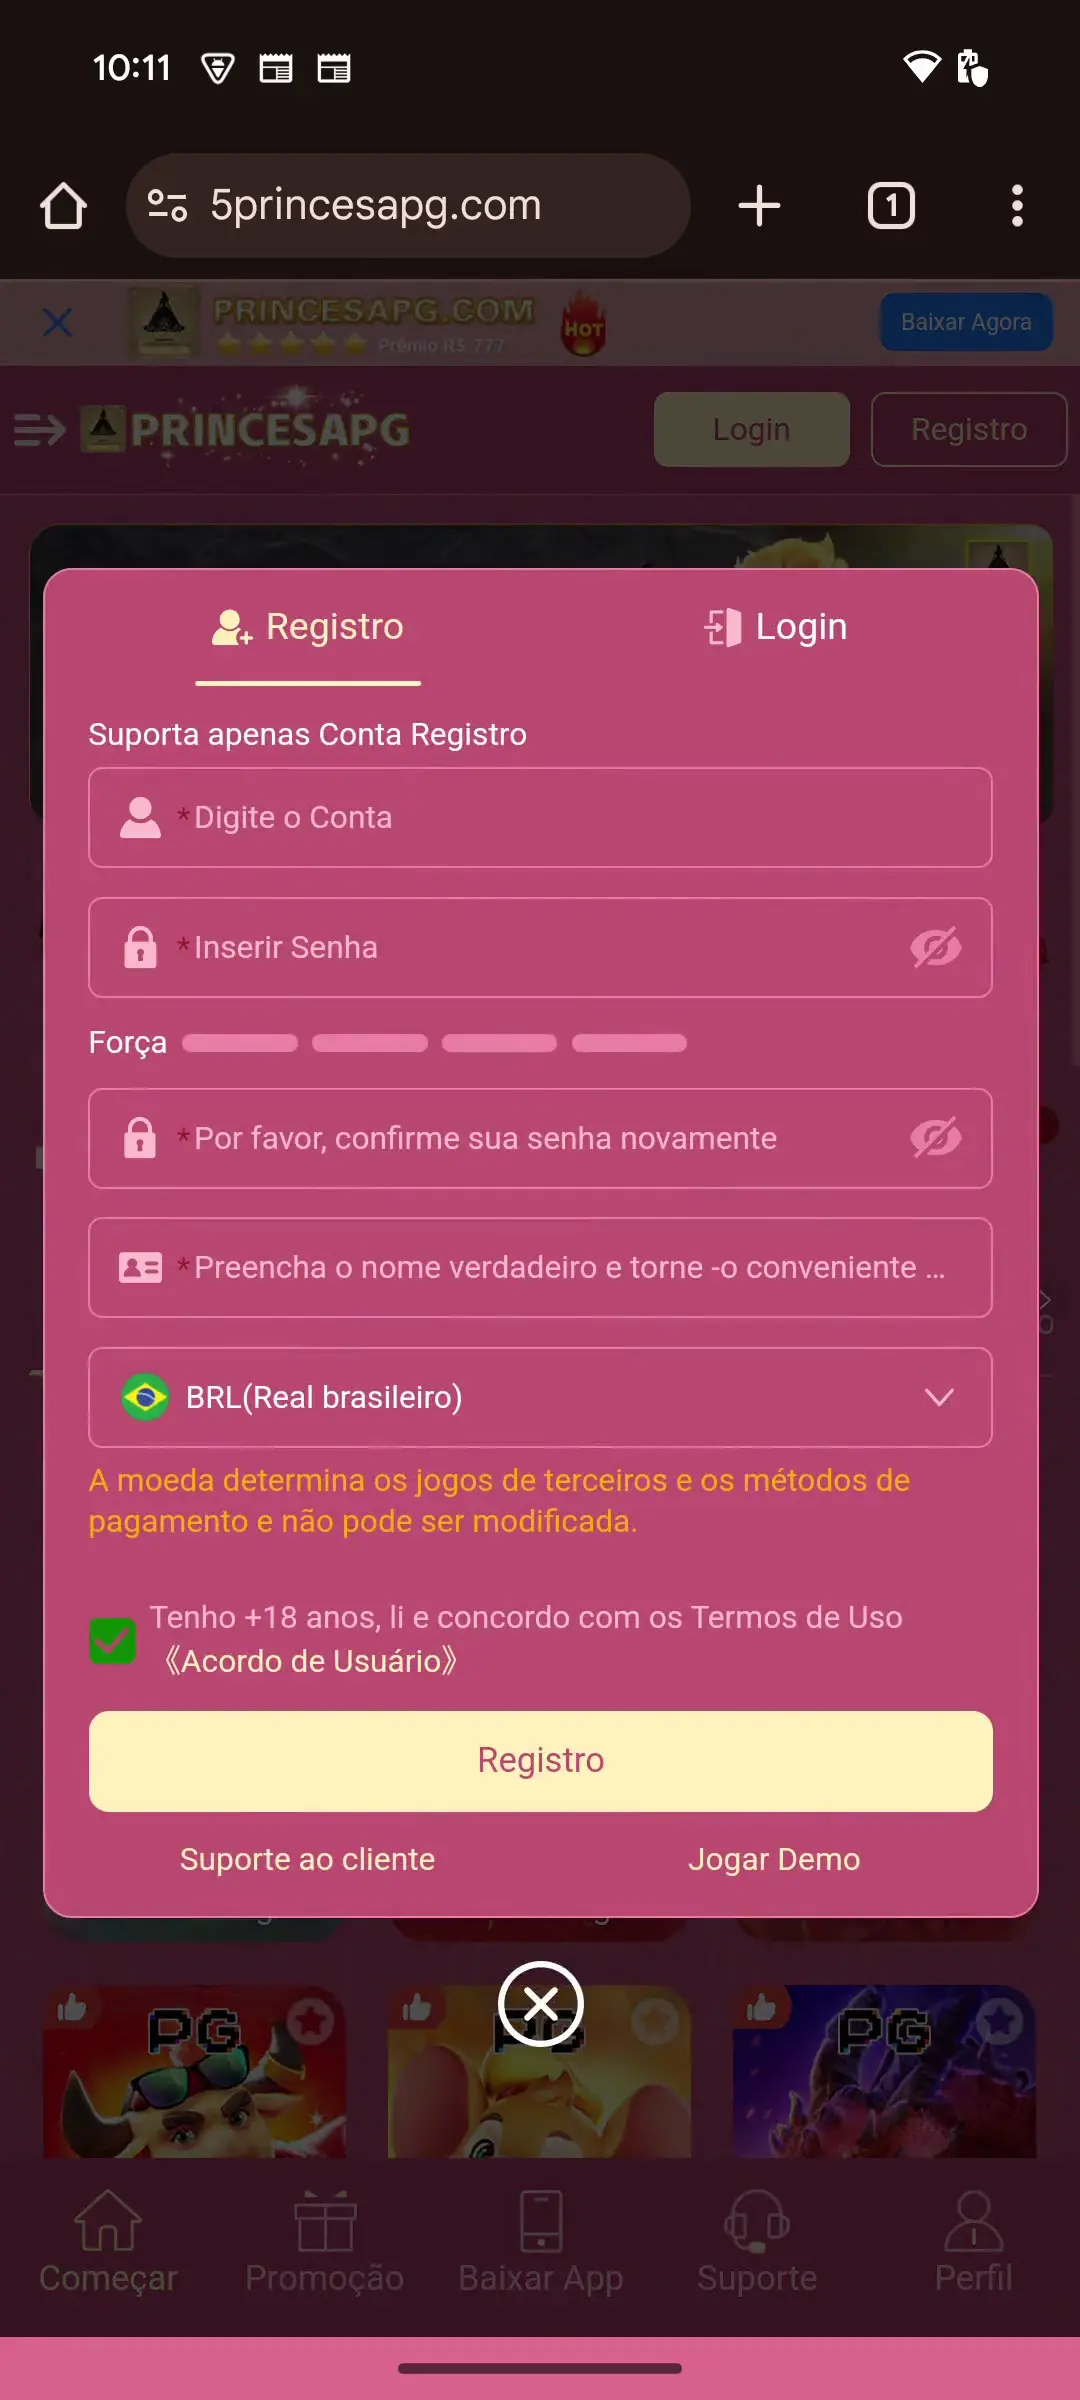 10:11
5princesapg.com
1
PRINCESAPG.COM
Prêmio R$ 777
HOT
Baixar Agora
PRINCESAPG
Login
Registro
Registro
Login
Suporta apenas Conta Registro
*Digite o Conta
*Inserir Senha
Força
*Por favor, confirme sua senha novamente
*Preencha o nome verdadeiro e torne -o conveniente ...
BRL(Real brasileiro)
A moeda determina os jogos de terceiros e os métodos de
pagamento e não pode ser modificada.
Tenho +18 anos, li e concordo com os Termos de Uso
《Acordo de Usuário》
Registro
Suporte ao cliente
Jogar Demo
PG
PG
PG
Começar
Promoção
Baixar App
Suporte
Perfil